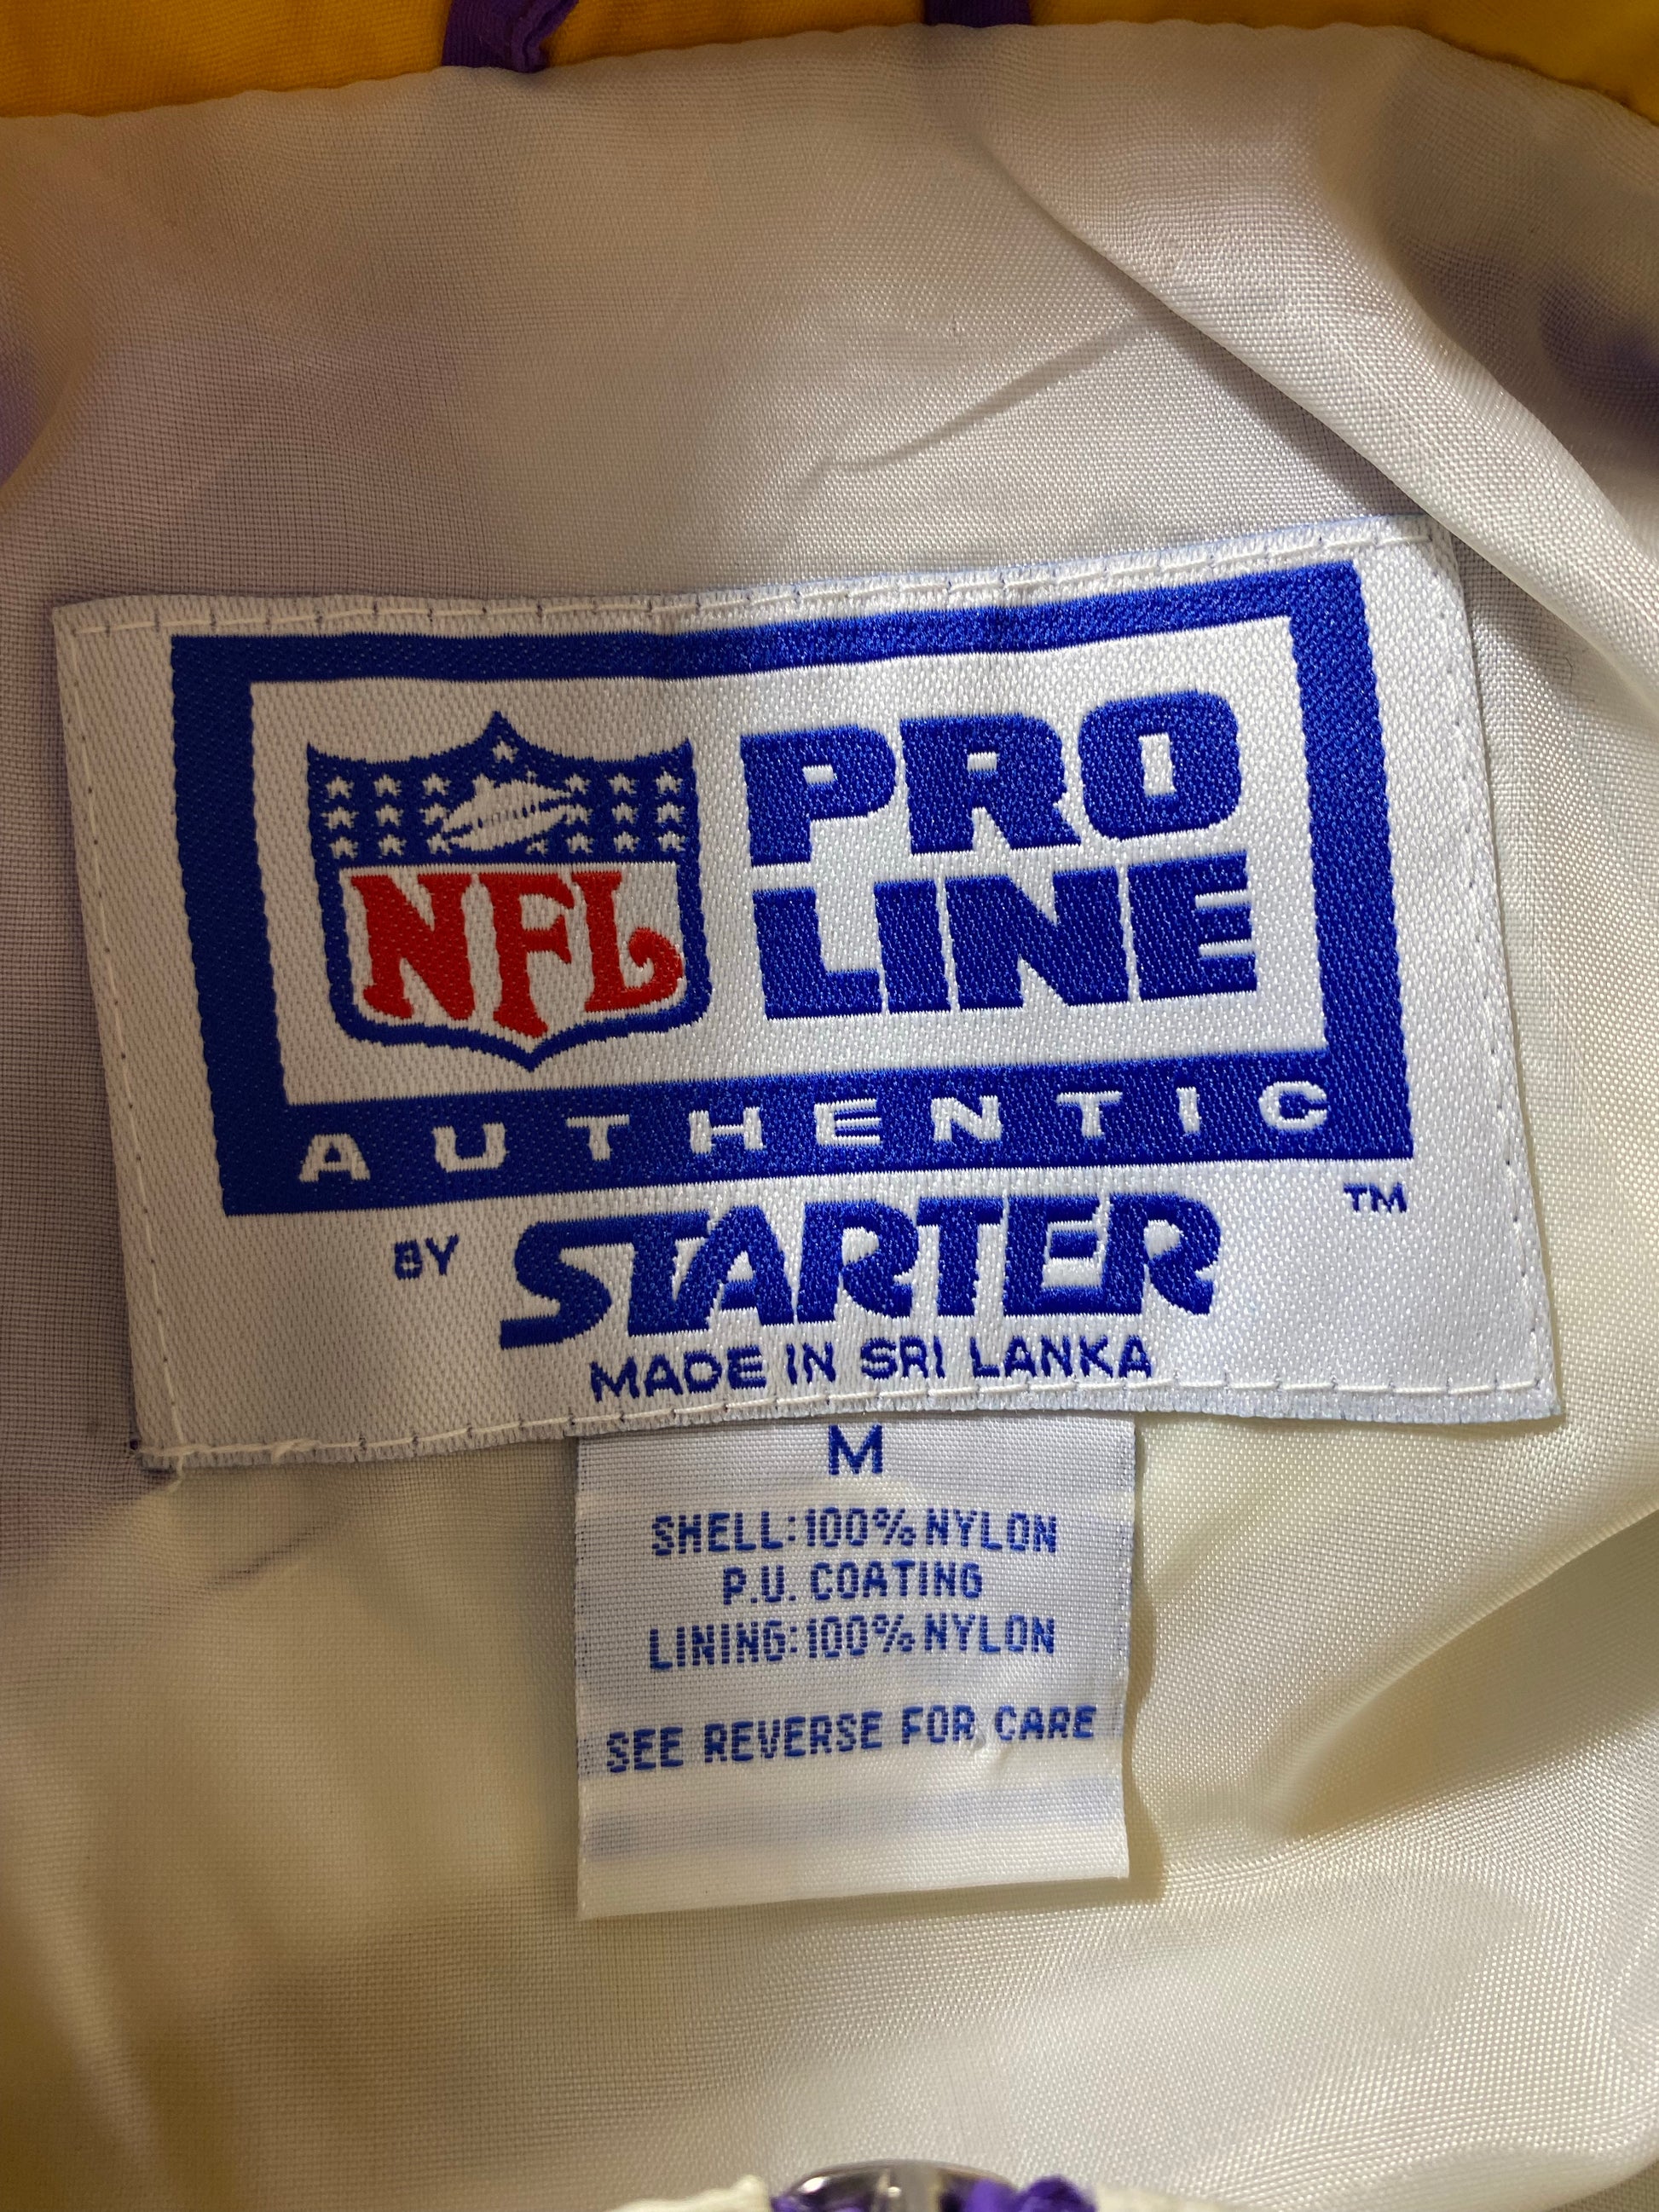 NFL
PRO
LINE
AUTHENTIC
TM
BY STARTER
MADE IN SRI LANKA
M
SHELL:100% NYLON
P.U. COATING
LINING:100% NYLON
SEE REVERSE FOR CARE